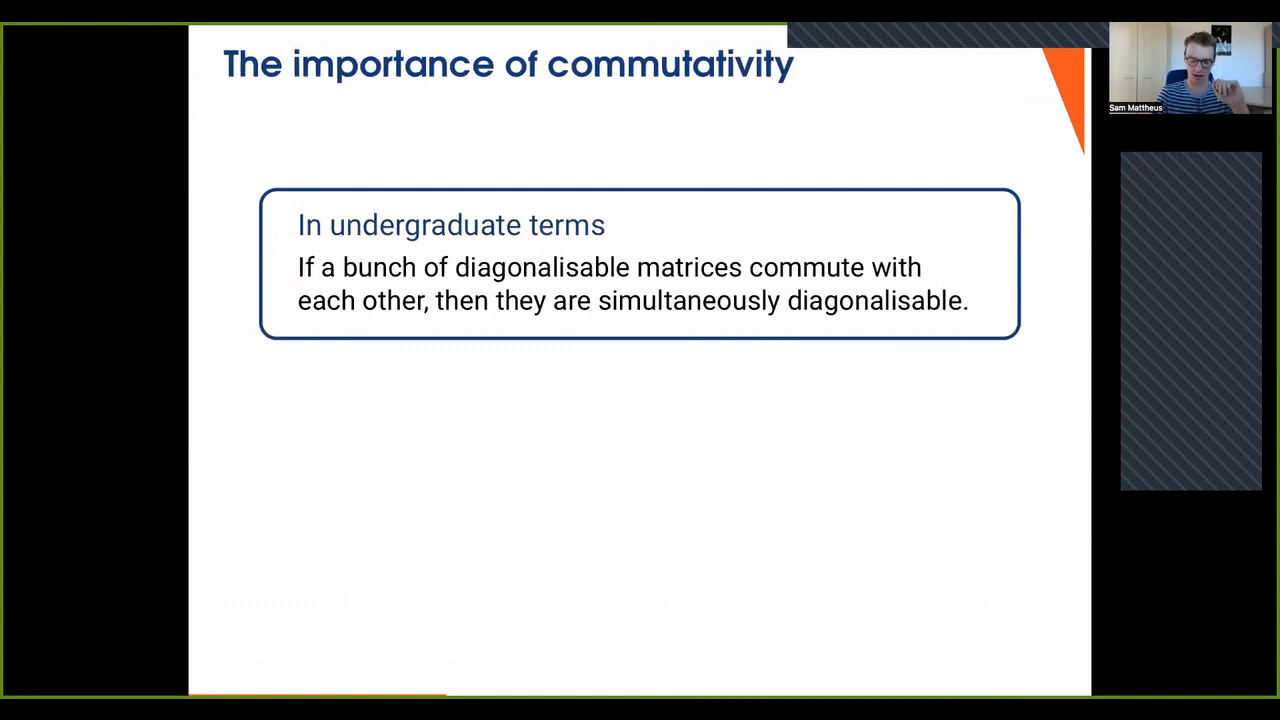 The importance of commutativity
Sam Mattheus
In undergraduate terms
If a bunch of diagonalisable matrices commute with
each other, then they are simultaneously diagonalisable.